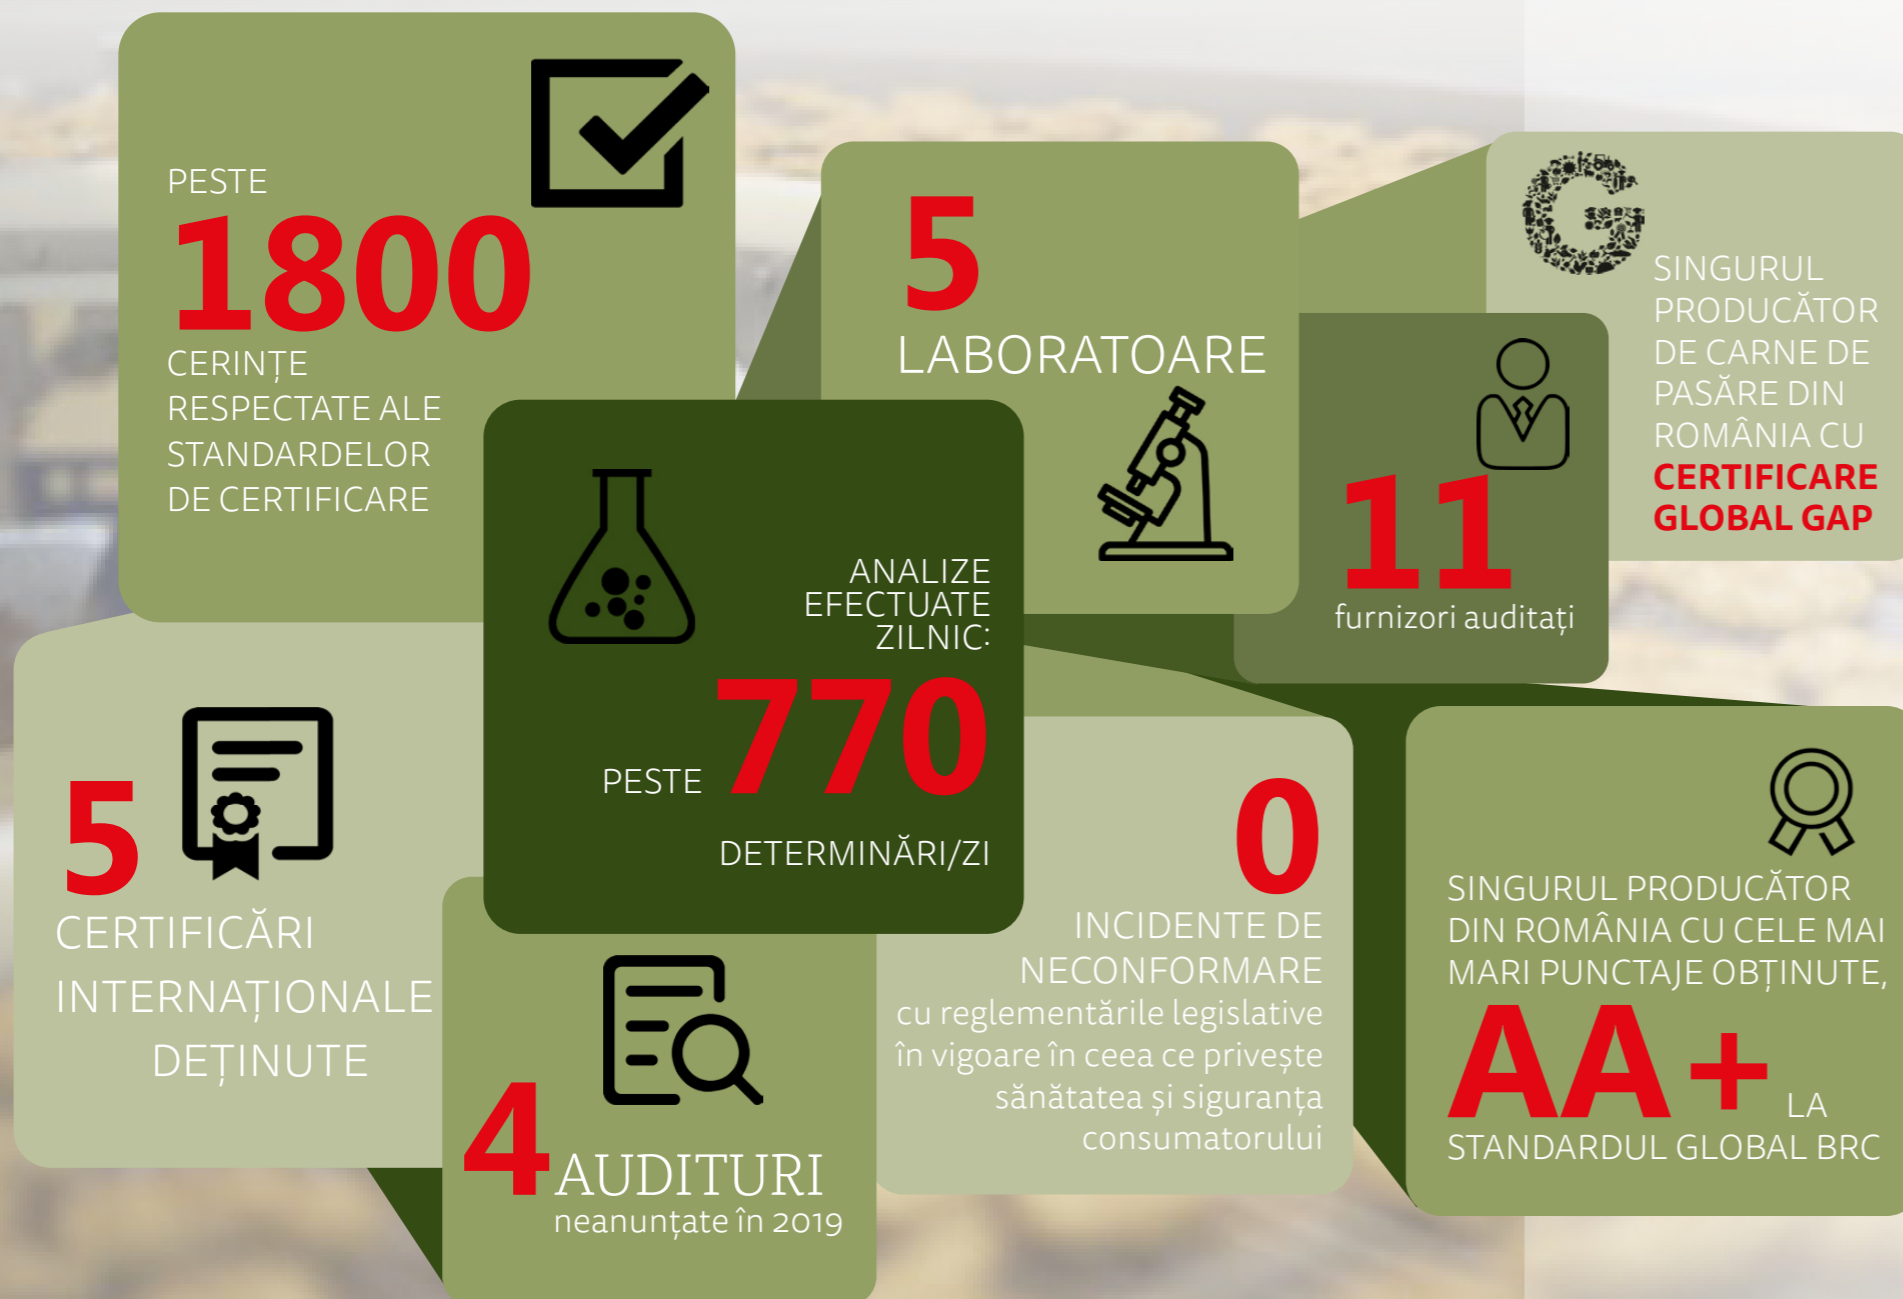 PESTE
1800
CERINȚE
RESPECTATE ALE
STANDARDELOR
DE CERTIFICARE
5
LABORATOARE
G
SINGURUL
PRODUCĂTOR
DE CARNE DE
PASĂRE DIN
ROMÂNIA CU
CERTIFICARE
GLOBAL GAP
11
furnizori auditați
ANALIZE
EFECTUATE
ZILNIC:
PESTE 770
DETERMINĂRI/ZI
5
CERTIFICĂRI
INTERNAȚIONALE
DEȚINUTE
4 AUDITURI
neanunțate în 2019
0
INCIDENTE DE
NECONFORMARE
cu reglementările legislative
în vigoare în ceea ce privește
sănătatea și siguranța
consumatorului
SINGURUL PRODUCĂTOR
DIN ROMÂNIA CU CELE MAI
MARI PUNCTAJE OBȚINUTE,
AA+ LA
STANDARDUL GLOBAL BRC